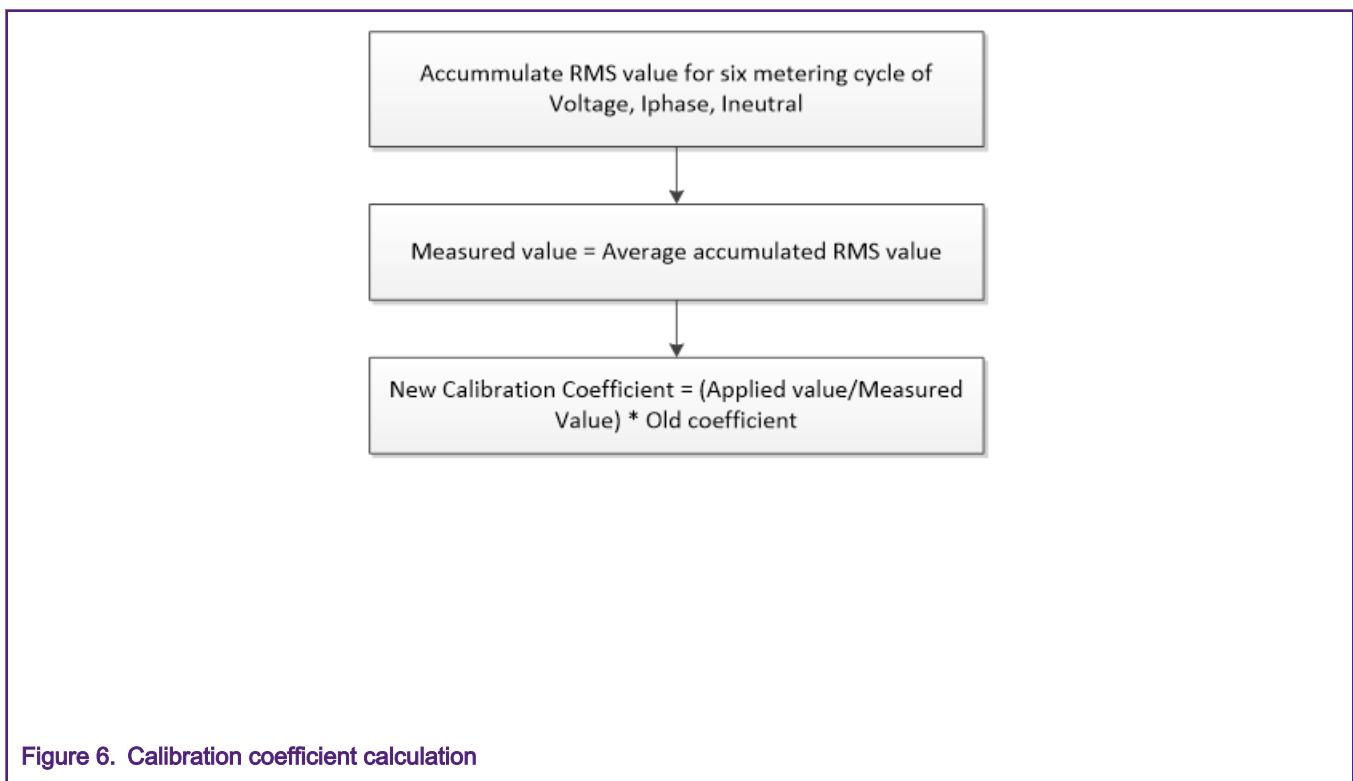 Accummulate RMS value for six metering cycle of
Voltage, Iphase, Ineutral
Measured value = Average accumulated RMS value
New Calibration Coefficient = (Applied value/Measured
Value) * Old coefficient
Figure 6. Calibration coefficient calculation